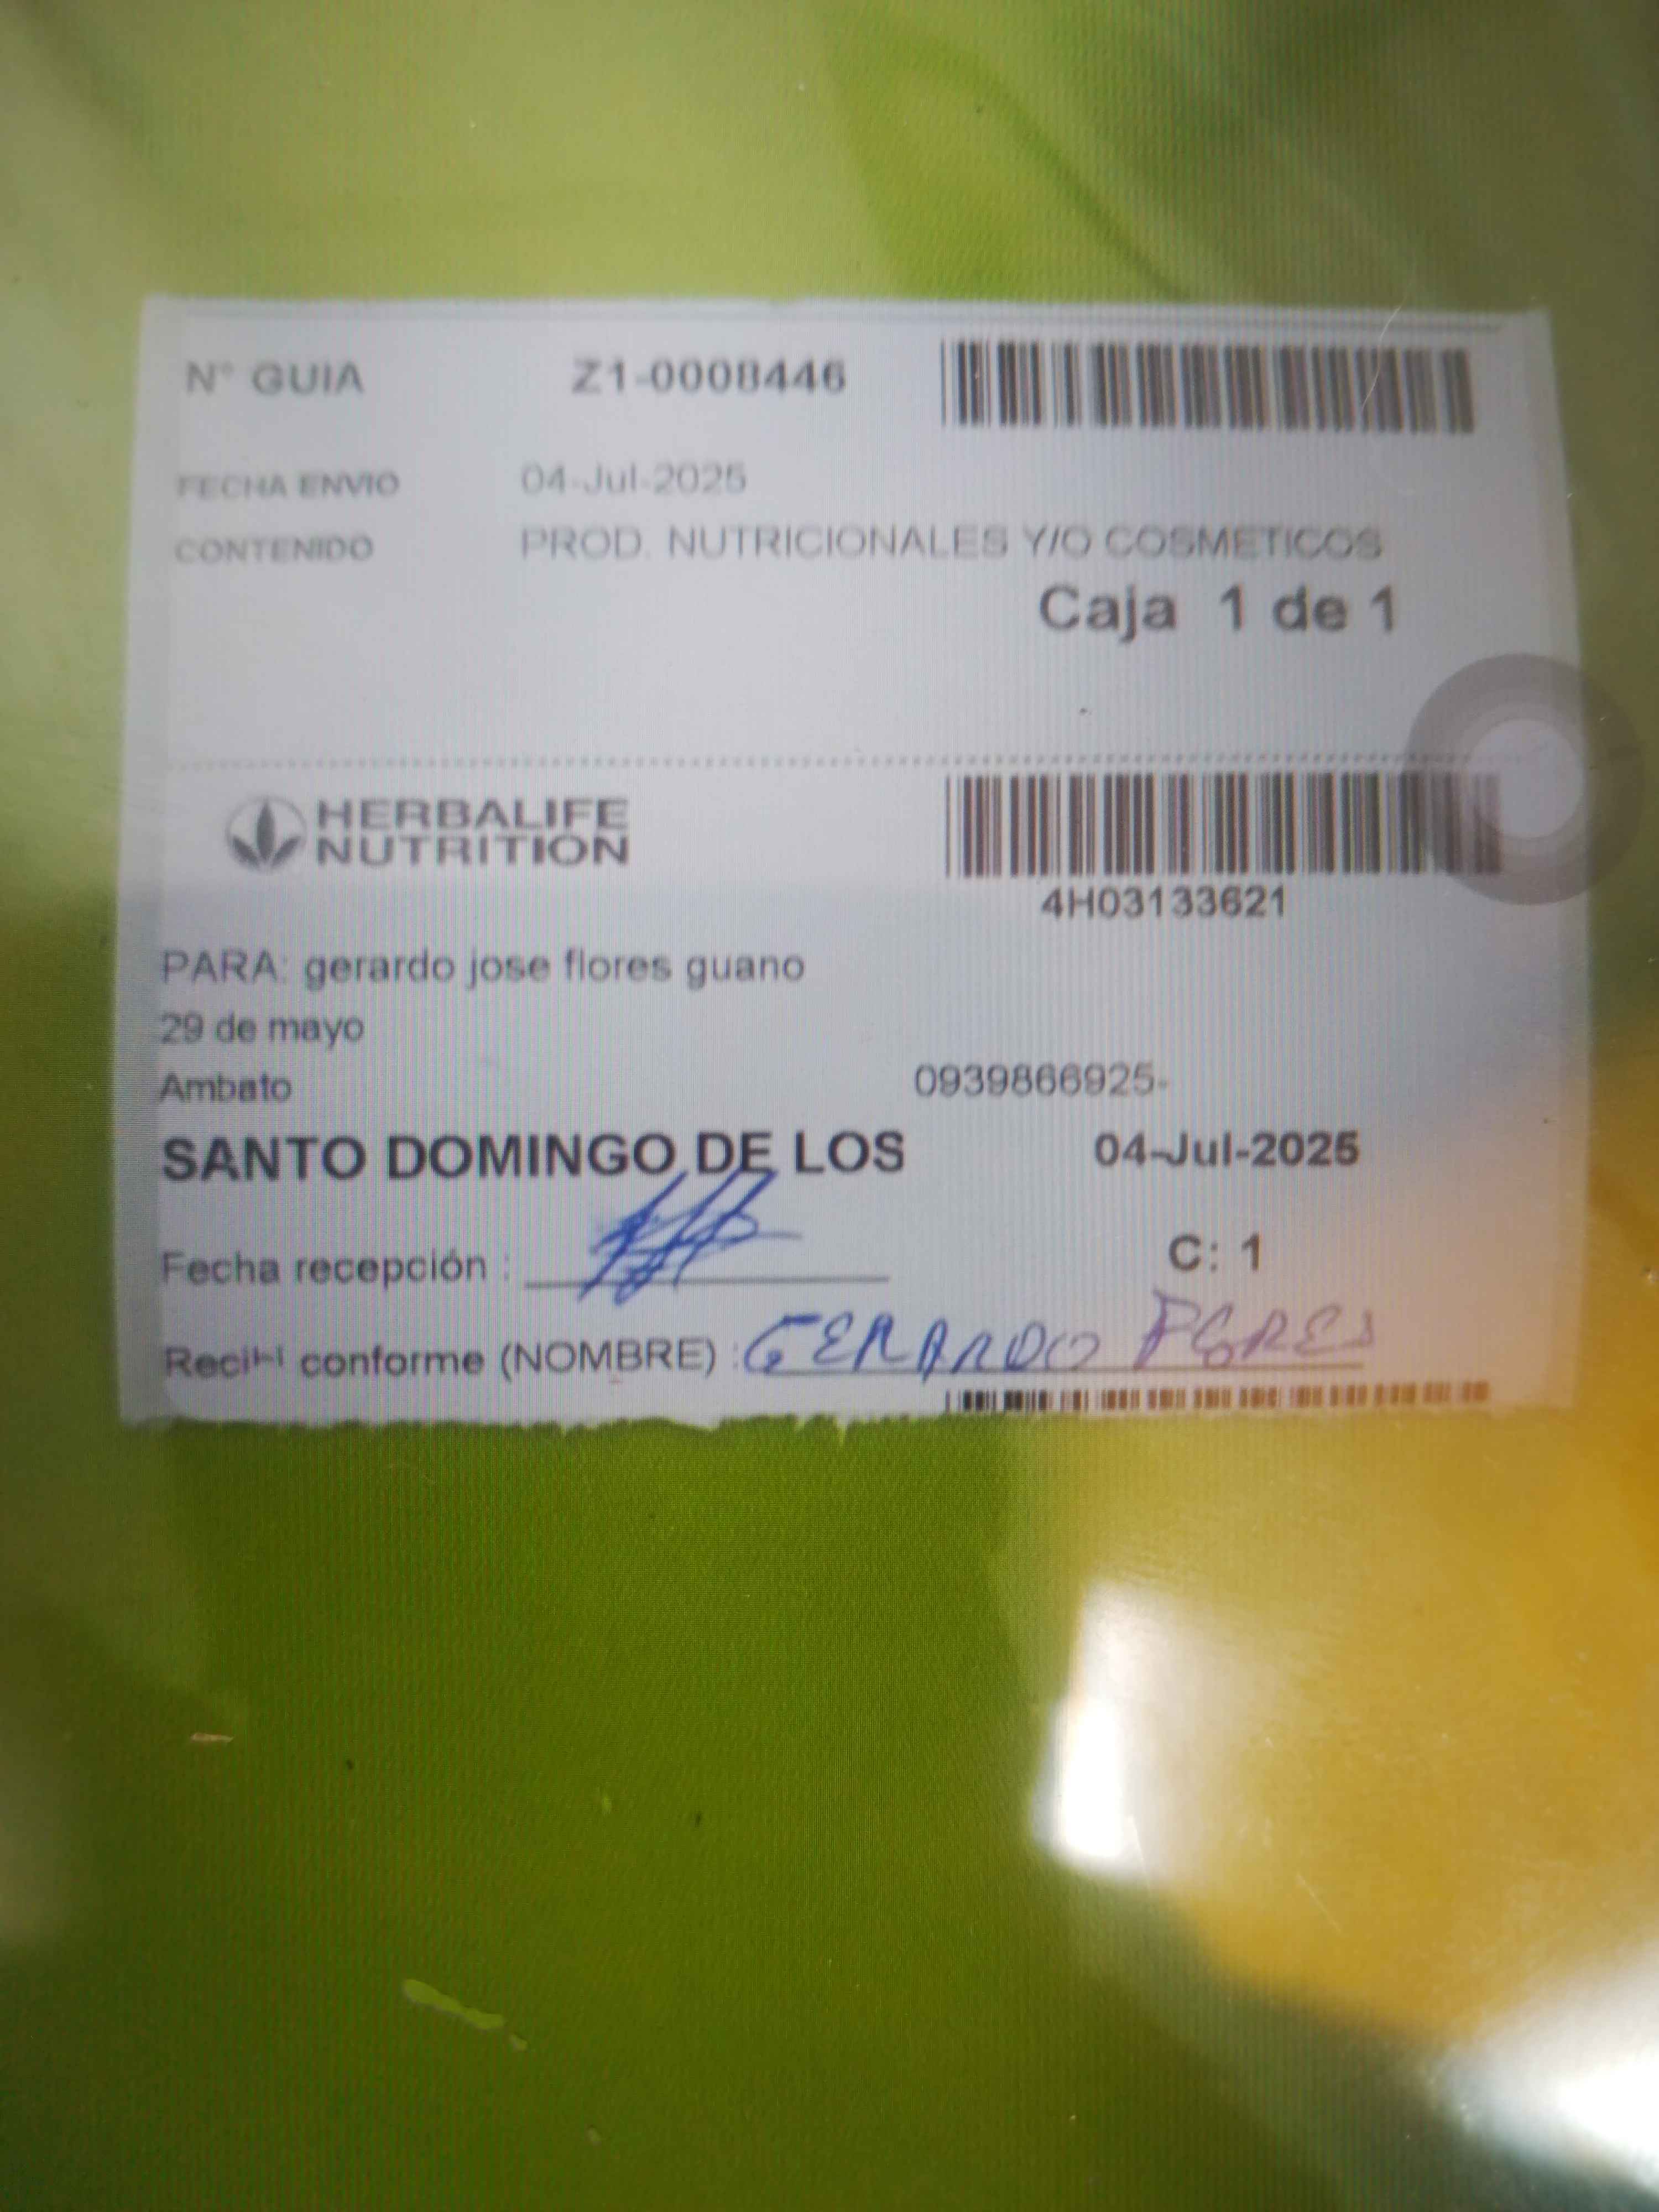 N° GUIA Z1-0008446
FECHA ENVIO 04-Jul-2025
CONTENIDO PROD. NUTRICIONALES Y/O COSMETICOS
Caja 1 de 1
HERBALIFE
NUTRITION
4H03133621
PARA: gerardo jose flores guano
29 de mayo
Ambato 0939866925-
SANTO DOMINGO DE LOS 04-Jul-2025
Fecha recepción :
C: 1
conforme (NOMBRE) : GERARDO FLORES